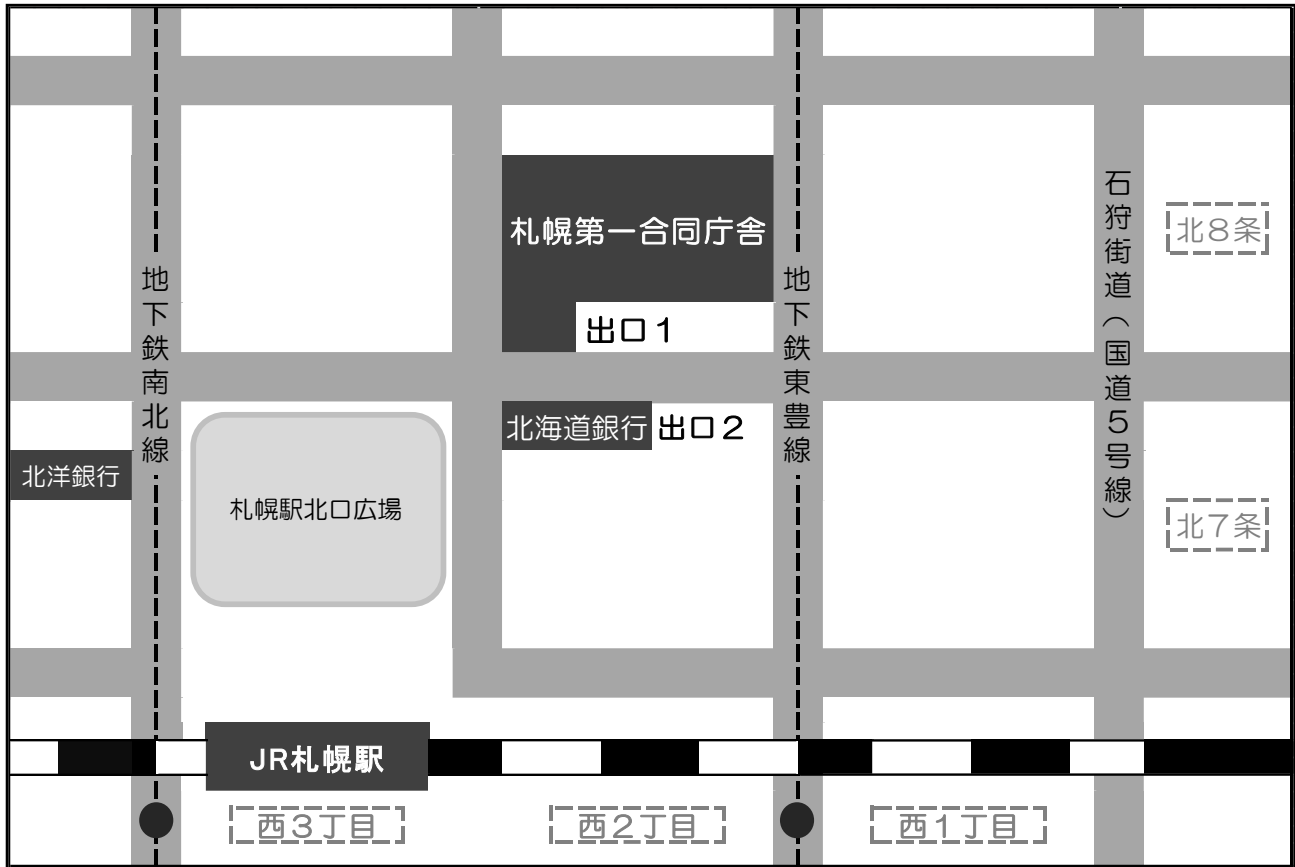 札幌第一合同庁舎
石狩街道(国道5号線)
北8条
地下鉄南北線
地下鉄東豊線
出口1
北海道銀行
出口2
北洋銀行
札幌駅北口広場
北7条
JR札幌駅
西3丁目
西2丁目
西1丁目